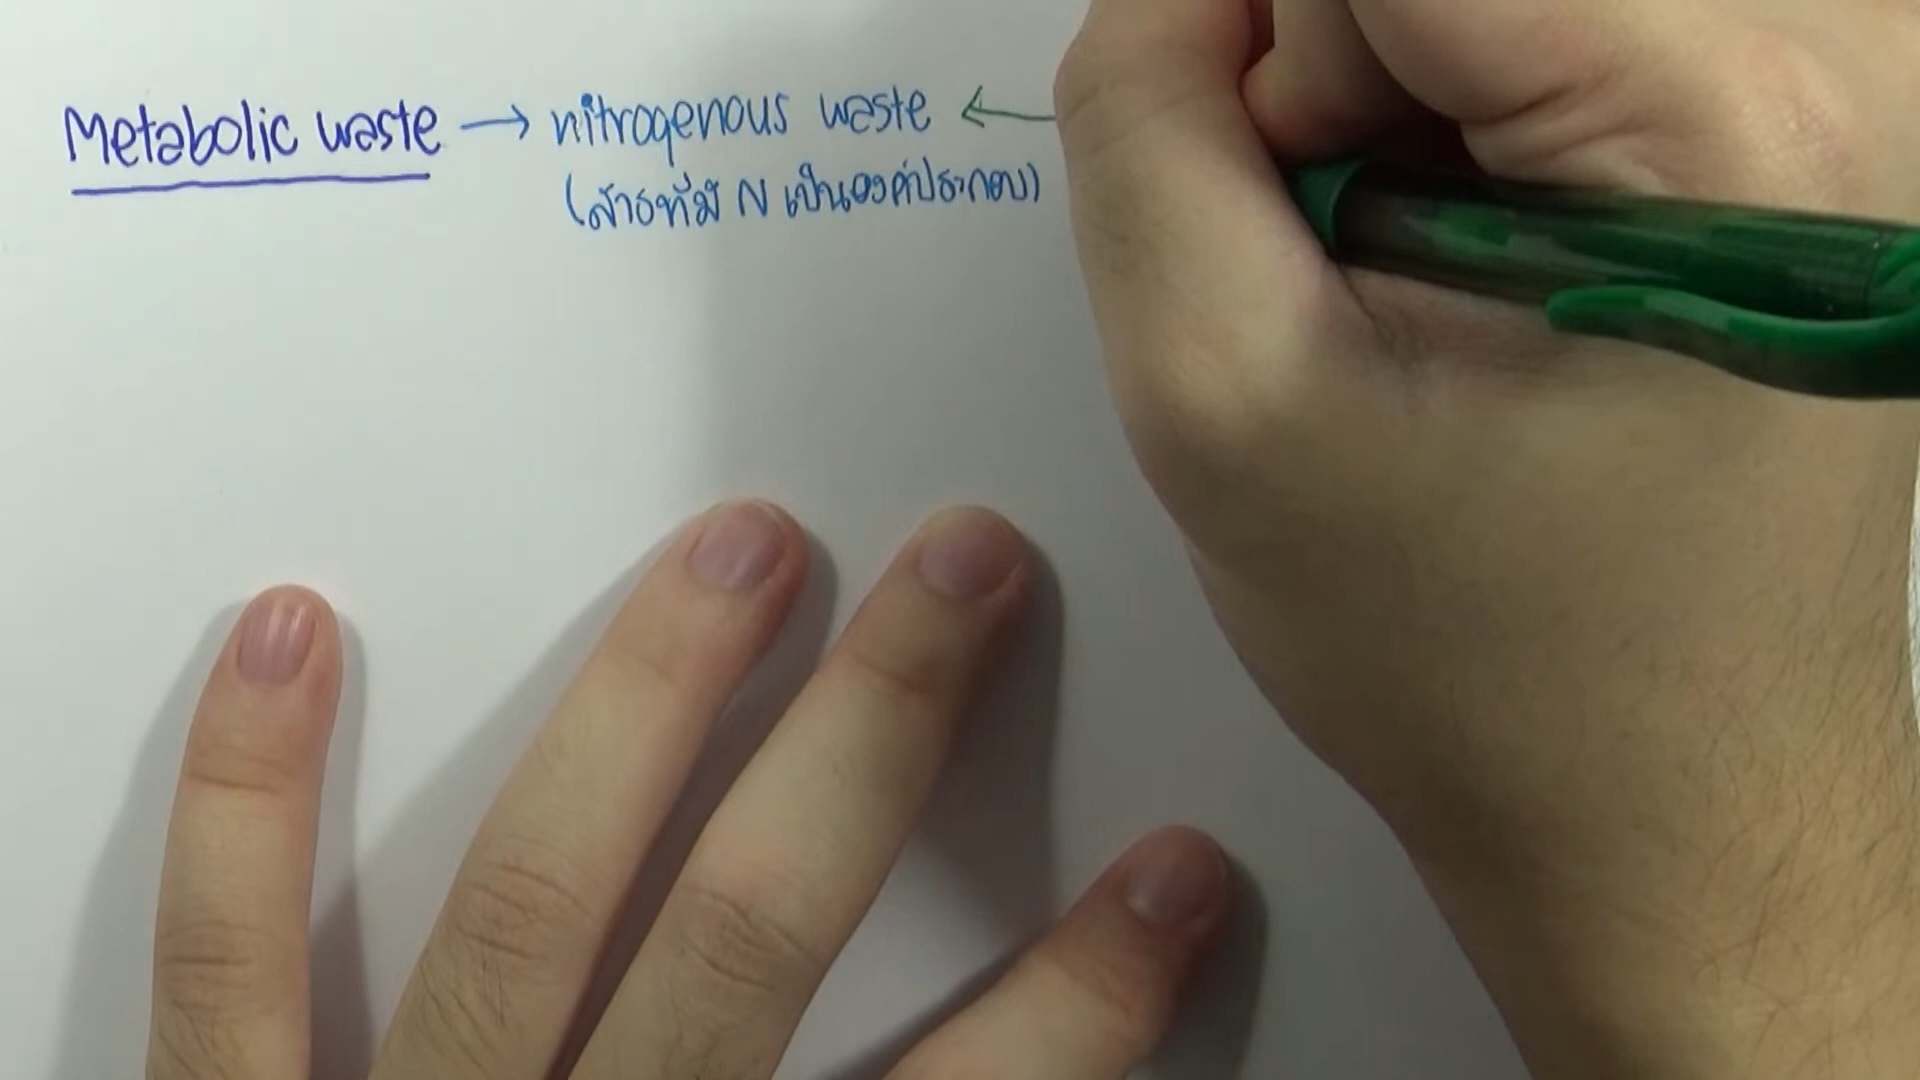 Metabolic waste → nitrogenous waste ←
(สารที่มี N เป็นองค์ประกอบ)